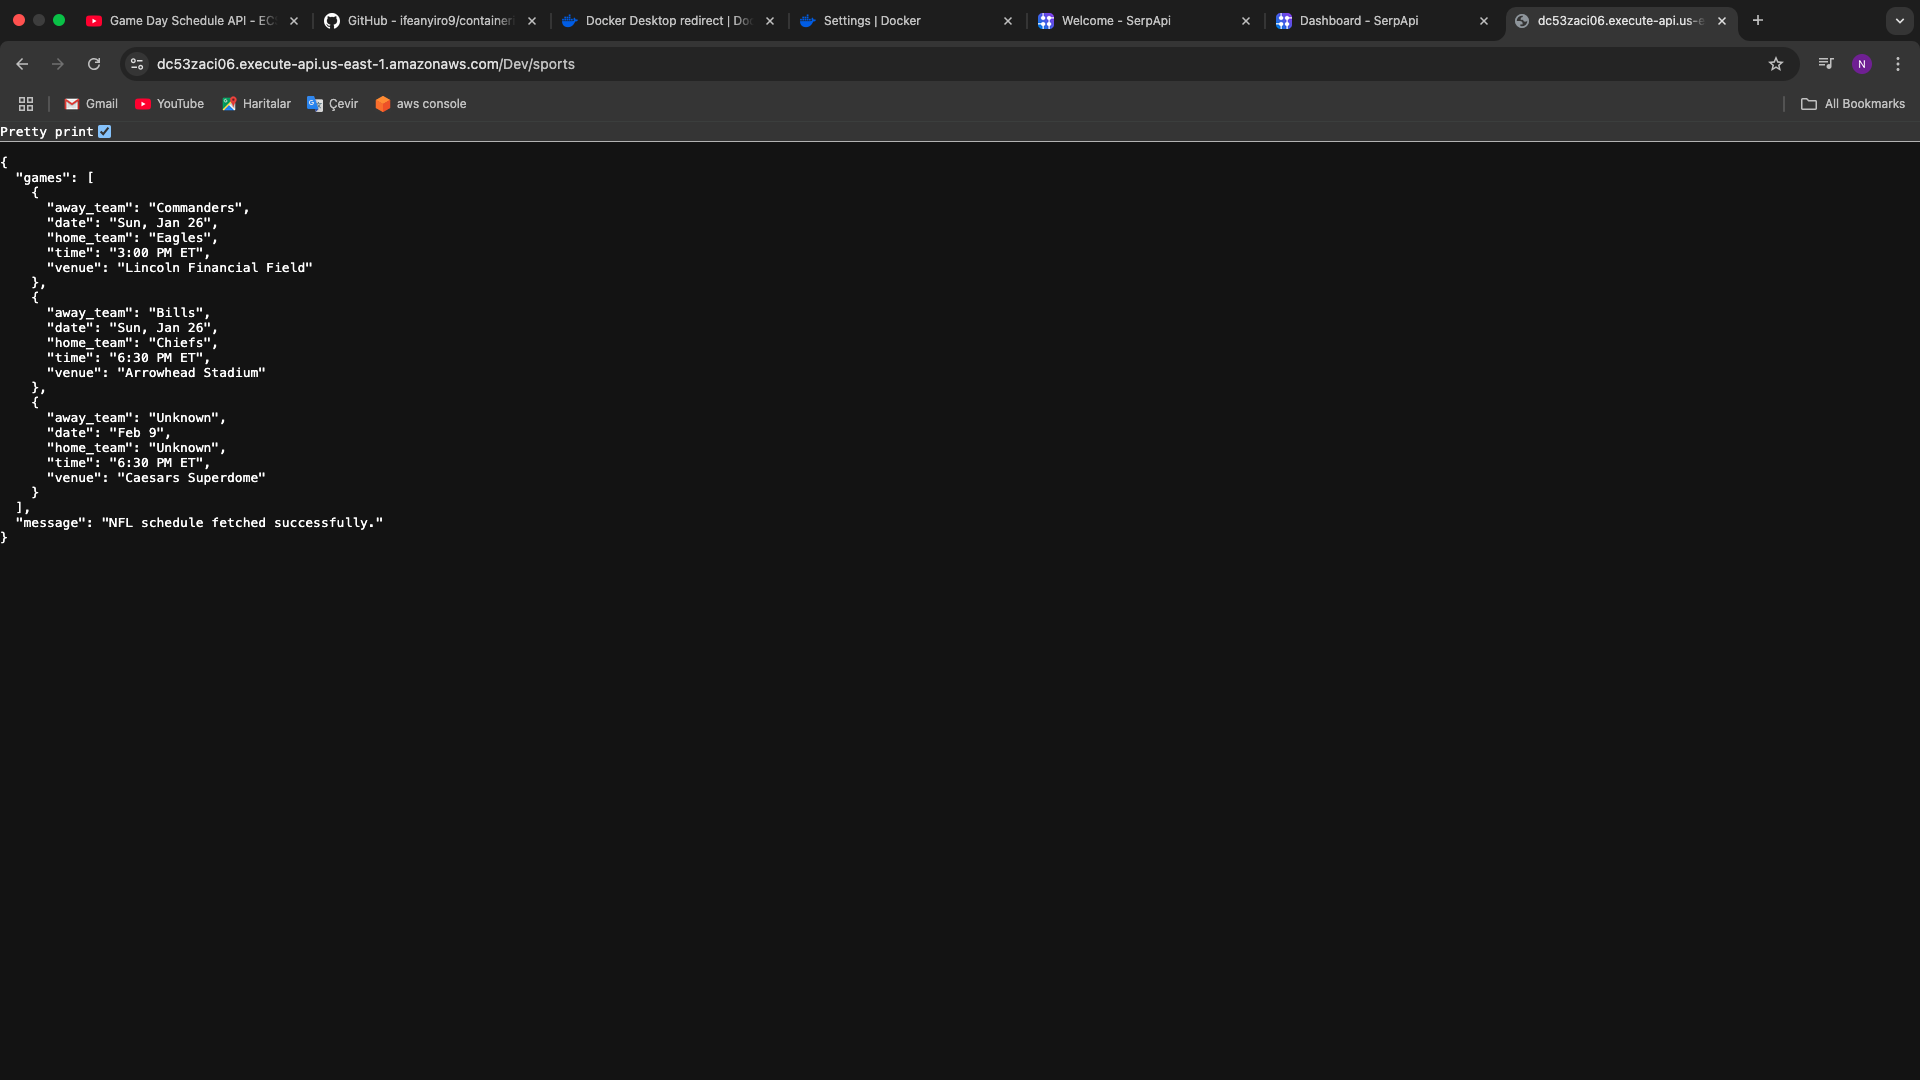 Game Day Schedule API - EC
GitHub - ifeanyiro9/container
Docker Desktop redirect | Do
Settings | Docker
Welcome - SerpApi
Dashboard - SerpApi
dc53zaci06.execute-api.us-e
dc53zaci06.execute-api.us-east-1.amazonaws.com/Dev/sports
N
Gmail
YouTube
Haritalar
Çevir
aws console
All Bookmarks
Pretty print
{
  "games": [
    {
      "away_team": "Commanders",
      "date": "Sun, Jan 26",
      "home_team": "Eagles",
      "time": "3:00 PM ET",
      "venue": "Lincoln Financial Field"
    },
    {
      "away_team": "Bills",
      "date": "Sun, Jan 26",
      "home_team": "Chiefs",
      "time": "6:30 PM ET",
      "venue": "Arrowhead Stadium"
    },
    {
      "away_team": "Unknown",
      "date": "Feb 9",
      "home_team": "Unknown",
      "time": "6:30 PM ET",
      "venue": "Caesars Superdome"
    }
  ],
  "message": "NFL schedule fetched successfully."
}